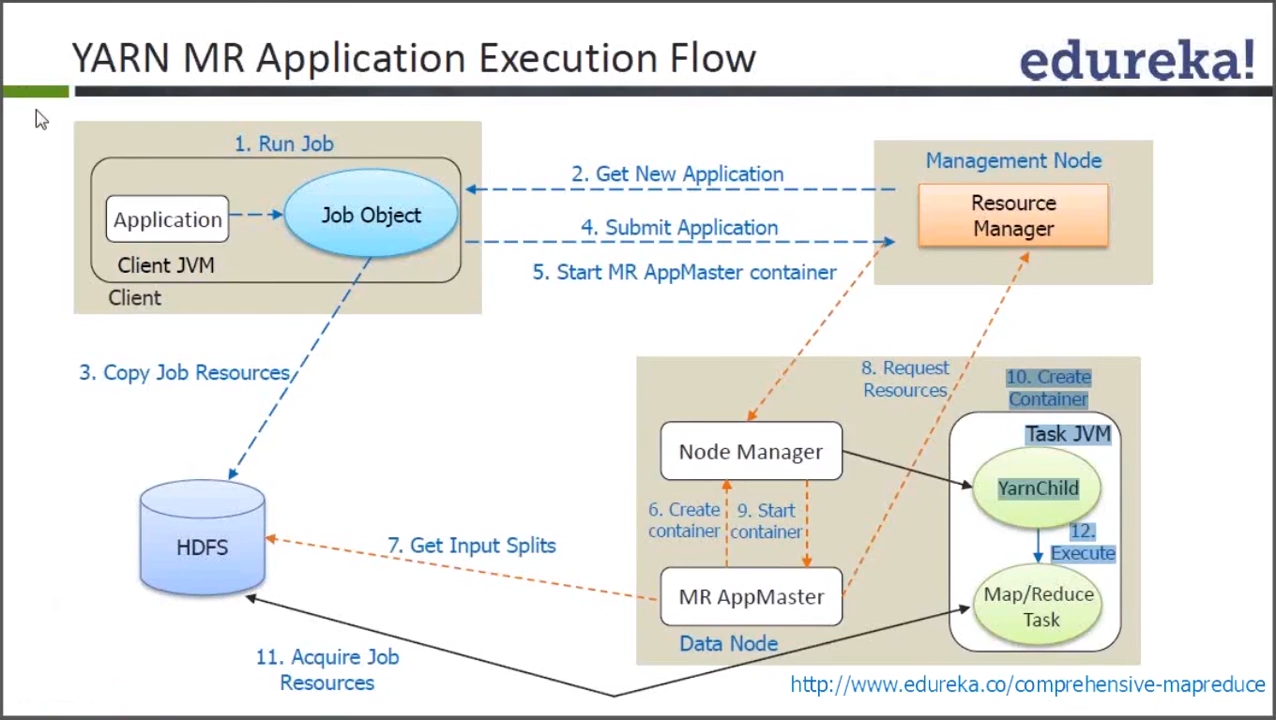 YARN MR Application Execution Flow
edureka!
1. Run Job
Application
Job Object
Client JVM
Client
2. Get New Application
4. Submit Application
5. Start MR AppMaster container
Management Node
Resource
Manager
3. Copy Job Resources
8. Request
Resources
10. Create
Container
Task JVM
Node Manager
YarnChild
6. Create
container
9. Start
container
12.
Execute
HDFS
7. Get Input Splits
MR AppMaster
Map/Reduce
Task
Data Node
11. Acquire Job
Resources
http://www.edureka.co/comprehensive-mapreduce